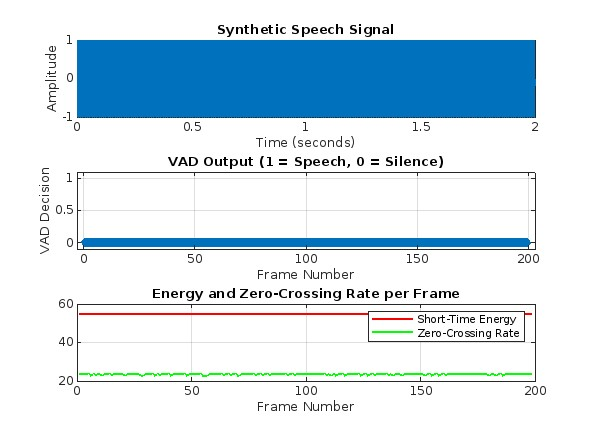 Synthetic Speech Signal
1
0
-1
Amplitude
0 0.5 1 1.5 2
Time (seconds)
VAD Output (1 = Speech, 0 = Silence)
1
0.5
0
VAD Decision
0 50 100 150 200
Frame Number
Energy and Zero-Crossing Rate per Frame
60
40
20
Short-Time Energy
Zero-Crossing Rate
0 50 100 150 200
Frame Number